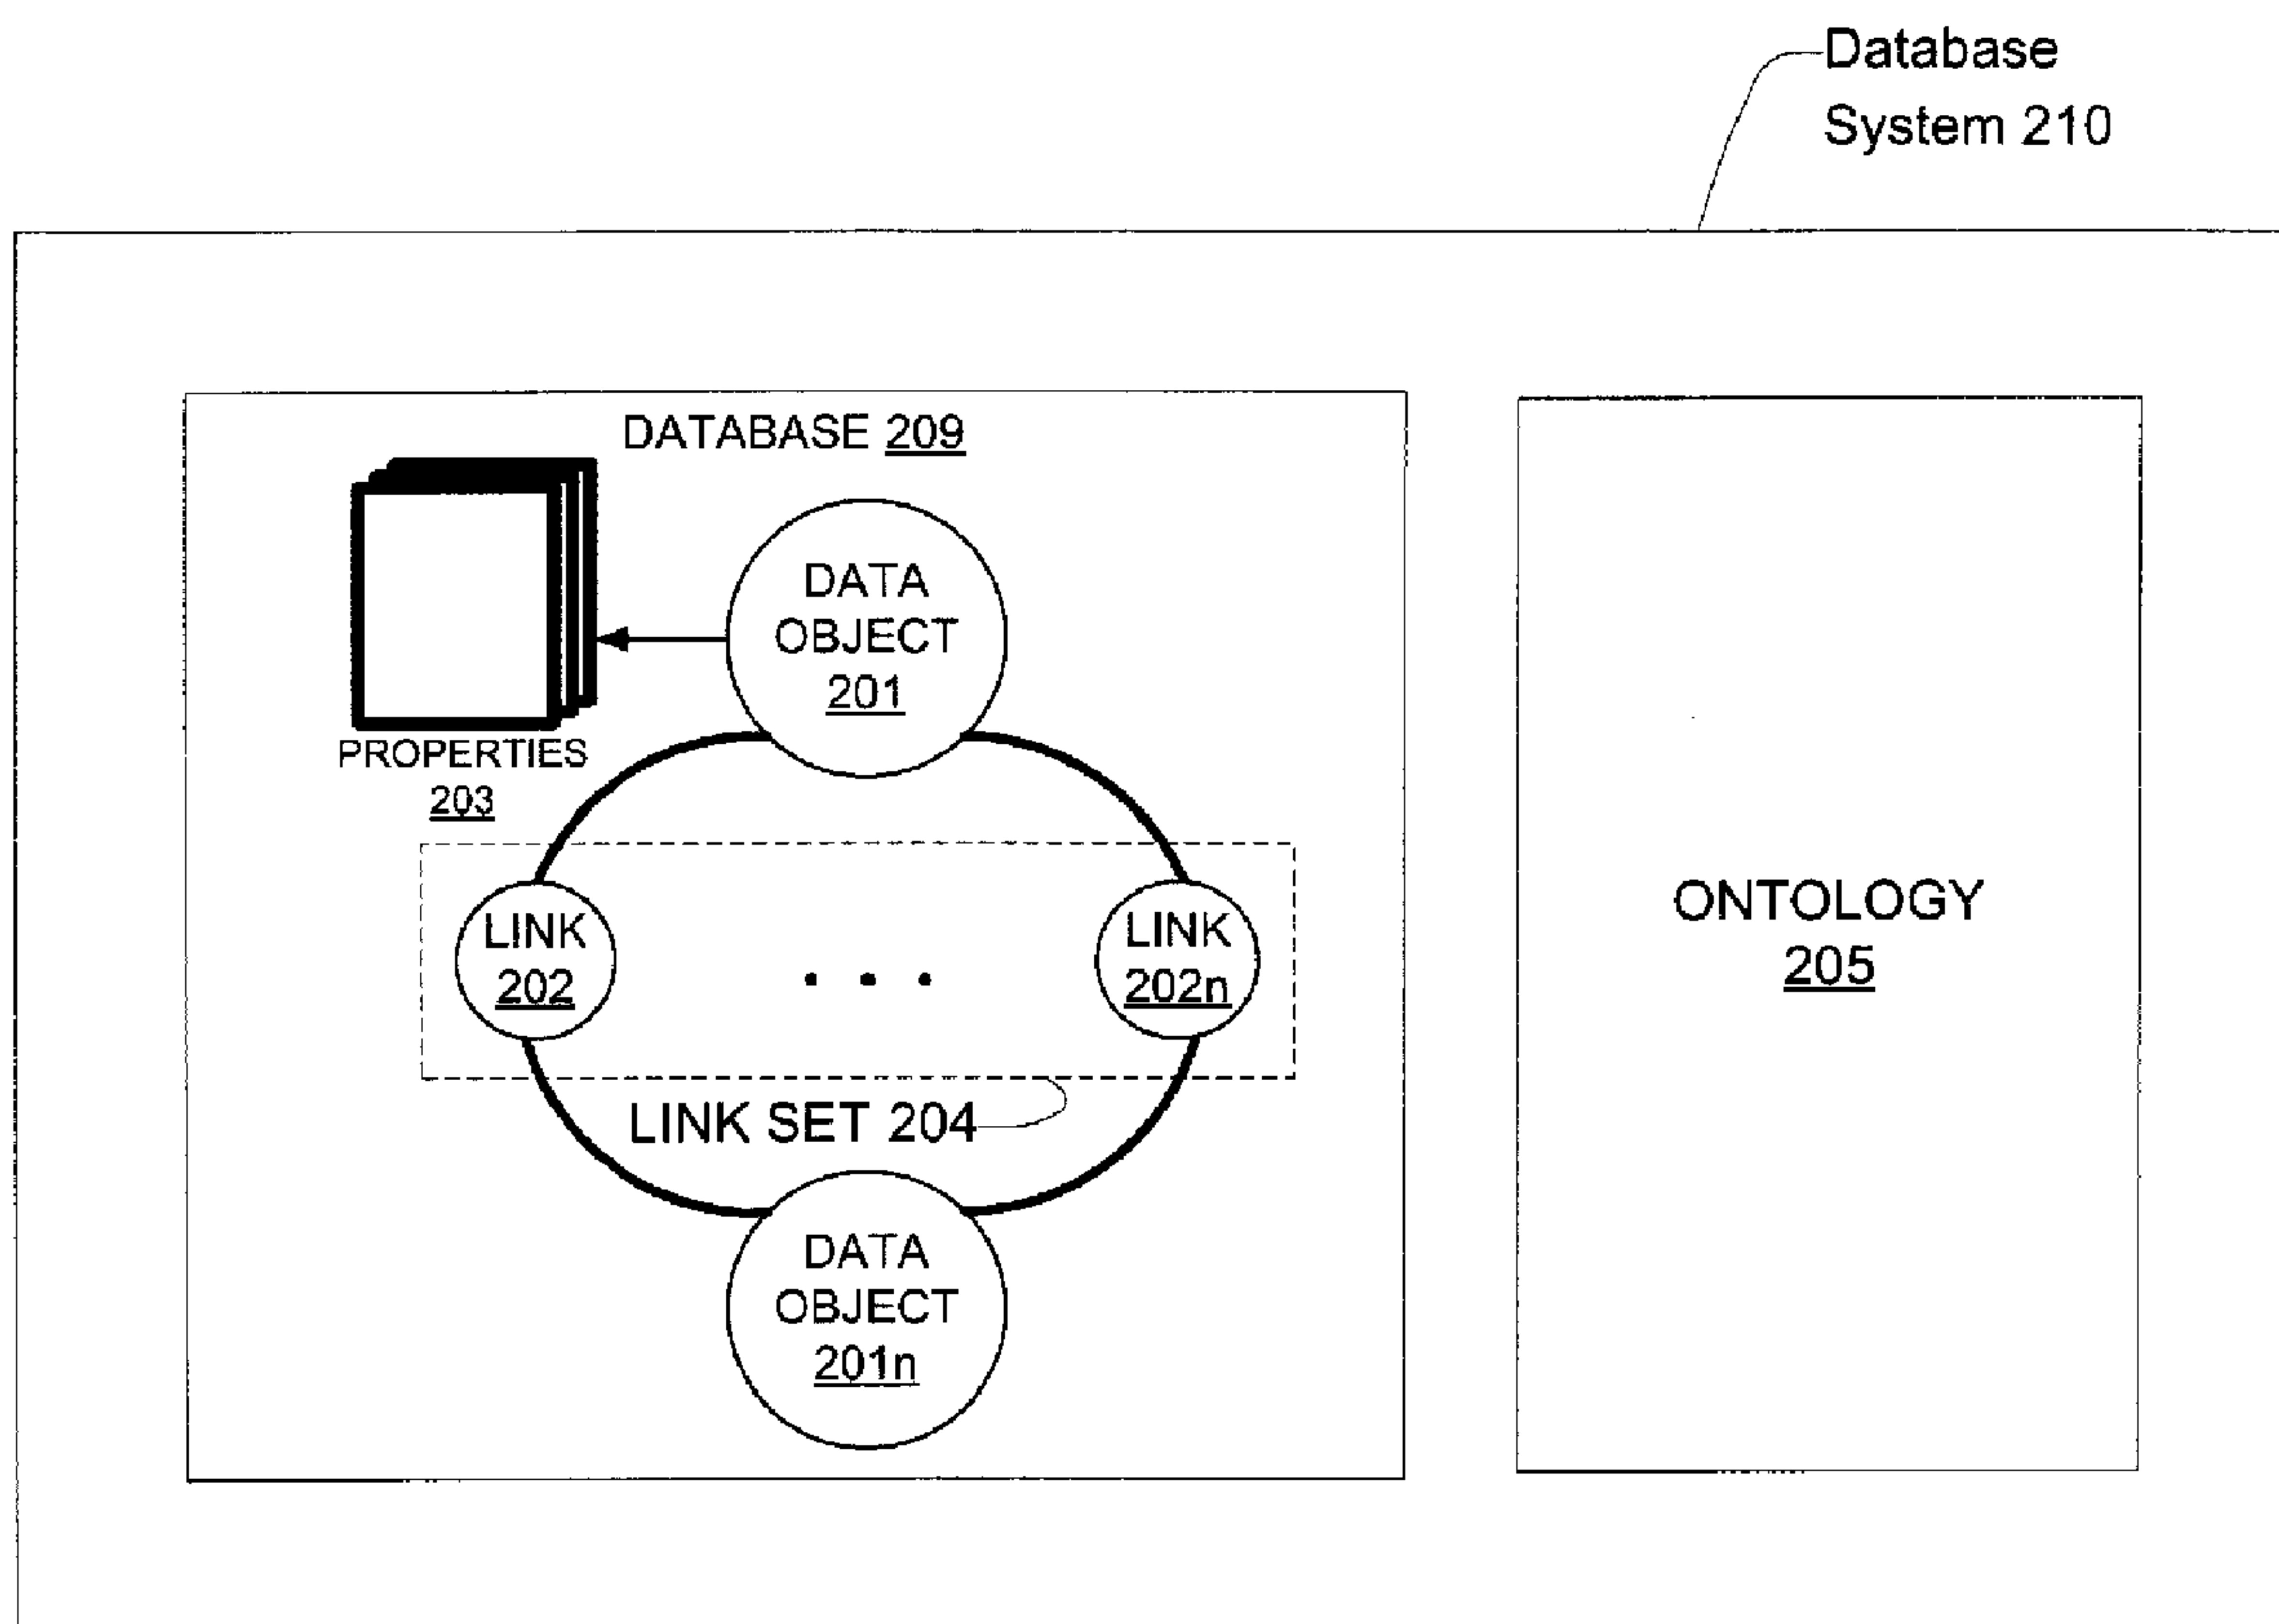 Database
System 210
DATABASE 209
DATA
OBJECT
201
PROPERTIES
203
LINK
202
. . .
LINK
202n
LINK SET 204
DATA
OBJECT
201n
ONTOLOGY
205